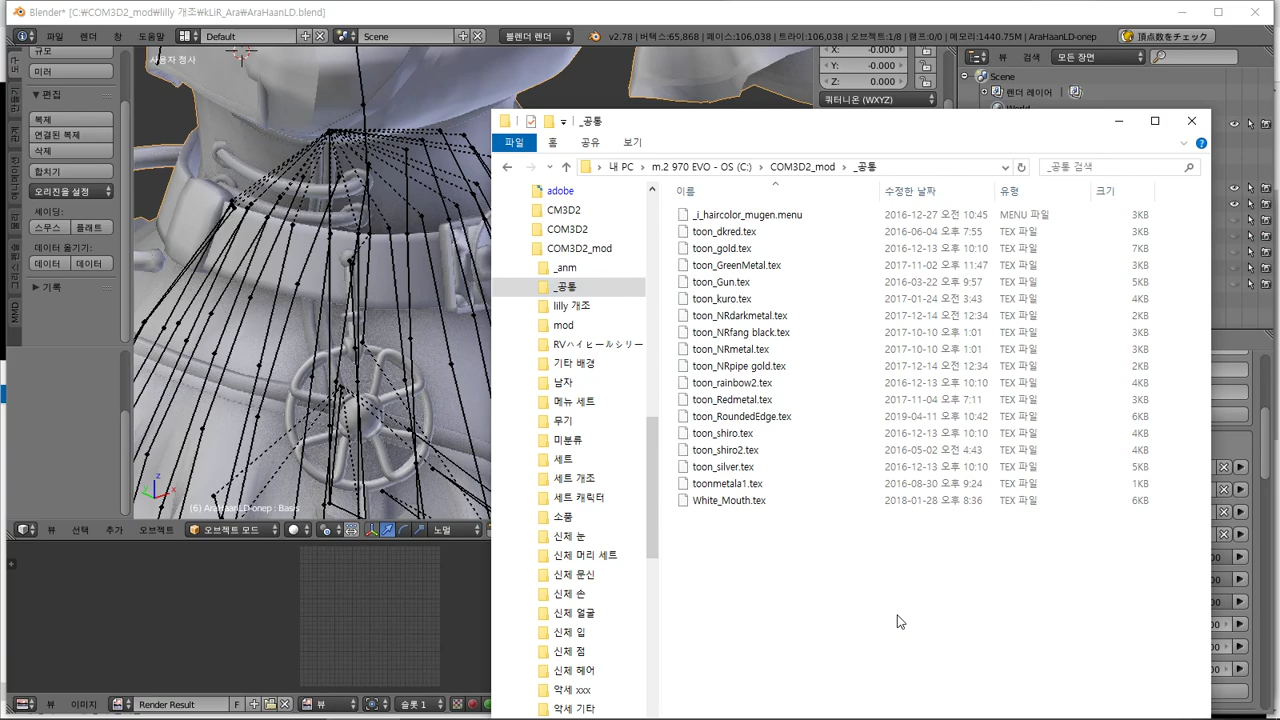 Blender* [C:₩COM3D2_mod₩lilly 개조₩kLiR_Ara₩AraHaanLD.blend]
파일 렌더 창 도움말 Default Scene 블렌더 렌더 v2.78 | 버텍스:65,868 | 페이스:106,038 | 트라이:106,038 | 오브젝트:1/8 | 램프:0/0 | 메모리:1440.75M | AraHaanLD-onep 頂点数をチェック
규모
미러
▼편집
복제
연결된 복제
삭제
합치기
오리진을 설정
셰이딩:
스무스 플래트
데이터 옮기기:
데이터 데이터
기록
MMD
사용자 정사
(6) AraHaanLD-onep : Basis
뷰 선택 추가 오브젝트 오브젝트 모드 노멀
뷰 이미지 Render Result F 뷰 슬롯 1
X: -0.000
Y: -0.000
Z: 0.000
쿼터니온 (WXYZ)
뷰 검색 모든 장면
Scene
렌더 레이어
_공통
파일 홈 공유 보기
내 PC m.2 970 EVO - OS (C:) COM3D2_mod _공통 _공통 검색
adobe
CM3D2
COM3D2
COM3D2_mod
_anm
_공통
lilly 개조
mod
RVハイヒールシリー
기타 배경
남자
메뉴 세트
무기
미분류
세트
세트 개조
세트 캐릭터
소품
신체 눈
신체 머리 세트
신체 문신
신체 손
신체 얼굴
신체 입
신체 점
신체 헤어
악세 xxx
악세 기타
이름 수정한 날짜 유형 크기
_i_haircolor_mugen.menu 2016-12-27 오전 10:45 MENU 파일 3KB
toon_dkred.tex 2016-06-04 오후 7:55 TEX 파일 3KB
toon_gold.tex 2016-12-13 오후 10:10 TEX 파일 7KB
toon_GreenMetal.tex 2017-11-02 오후 11:47 TEX 파일 3KB
toon_Gun.tex 2016-03-22 오후 9:57 TEX 파일 5KB
toon_kuro.tex 2017-01-24 오후 3:43 TEX 파일 4KB
toon_NRdarkmetal.tex 2017-12-14 오전 12:34 TEX 파일 2KB
toon_NRfang black.tex 2017-10-10 오후 1:01 TEX 파일 3KB
toon_NRmetal.tex 2017-10-10 오후 1:01 TEX 파일 3KB
toon_NRpipe gold.tex 2017-12-14 오전 12:34 TEX 파일 2KB
toon_rainbow2.tex 2016-12-13 오후 10:10 TEX 파일 4KB
toon_Redmetal.tex 2017-11-04 오후 7:11 TEX 파일 3KB
toon_RoundedEdge.tex 2019-04-11 오후 10:42 TEX 파일 6KB
toon_shiro.tex 2016-12-13 오후 10:10 TEX 파일 4KB
toon_shiro2.tex 2016-05-02 오전 4:43 TEX 파일 4KB
toon_silver.tex 2016-12-13 오후 10:10 TEX 파일 5KB
toonmetala1.tex 2016-08-30 오후 9:24 TEX 파일 1KB
White_Mouth.tex 2018-01-28 오후 8:36 TEX 파일 6KB